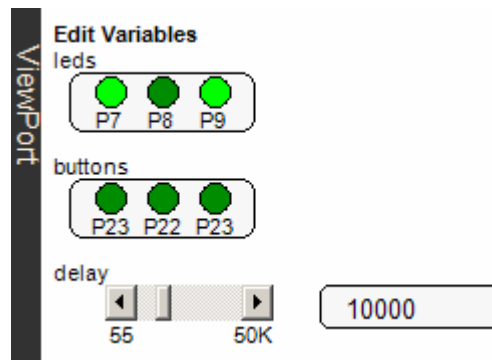 ViewPort
Edit Variables
leds
P7 P8 P9
buttons
P23 P22 P23
delay
55 50K
10000